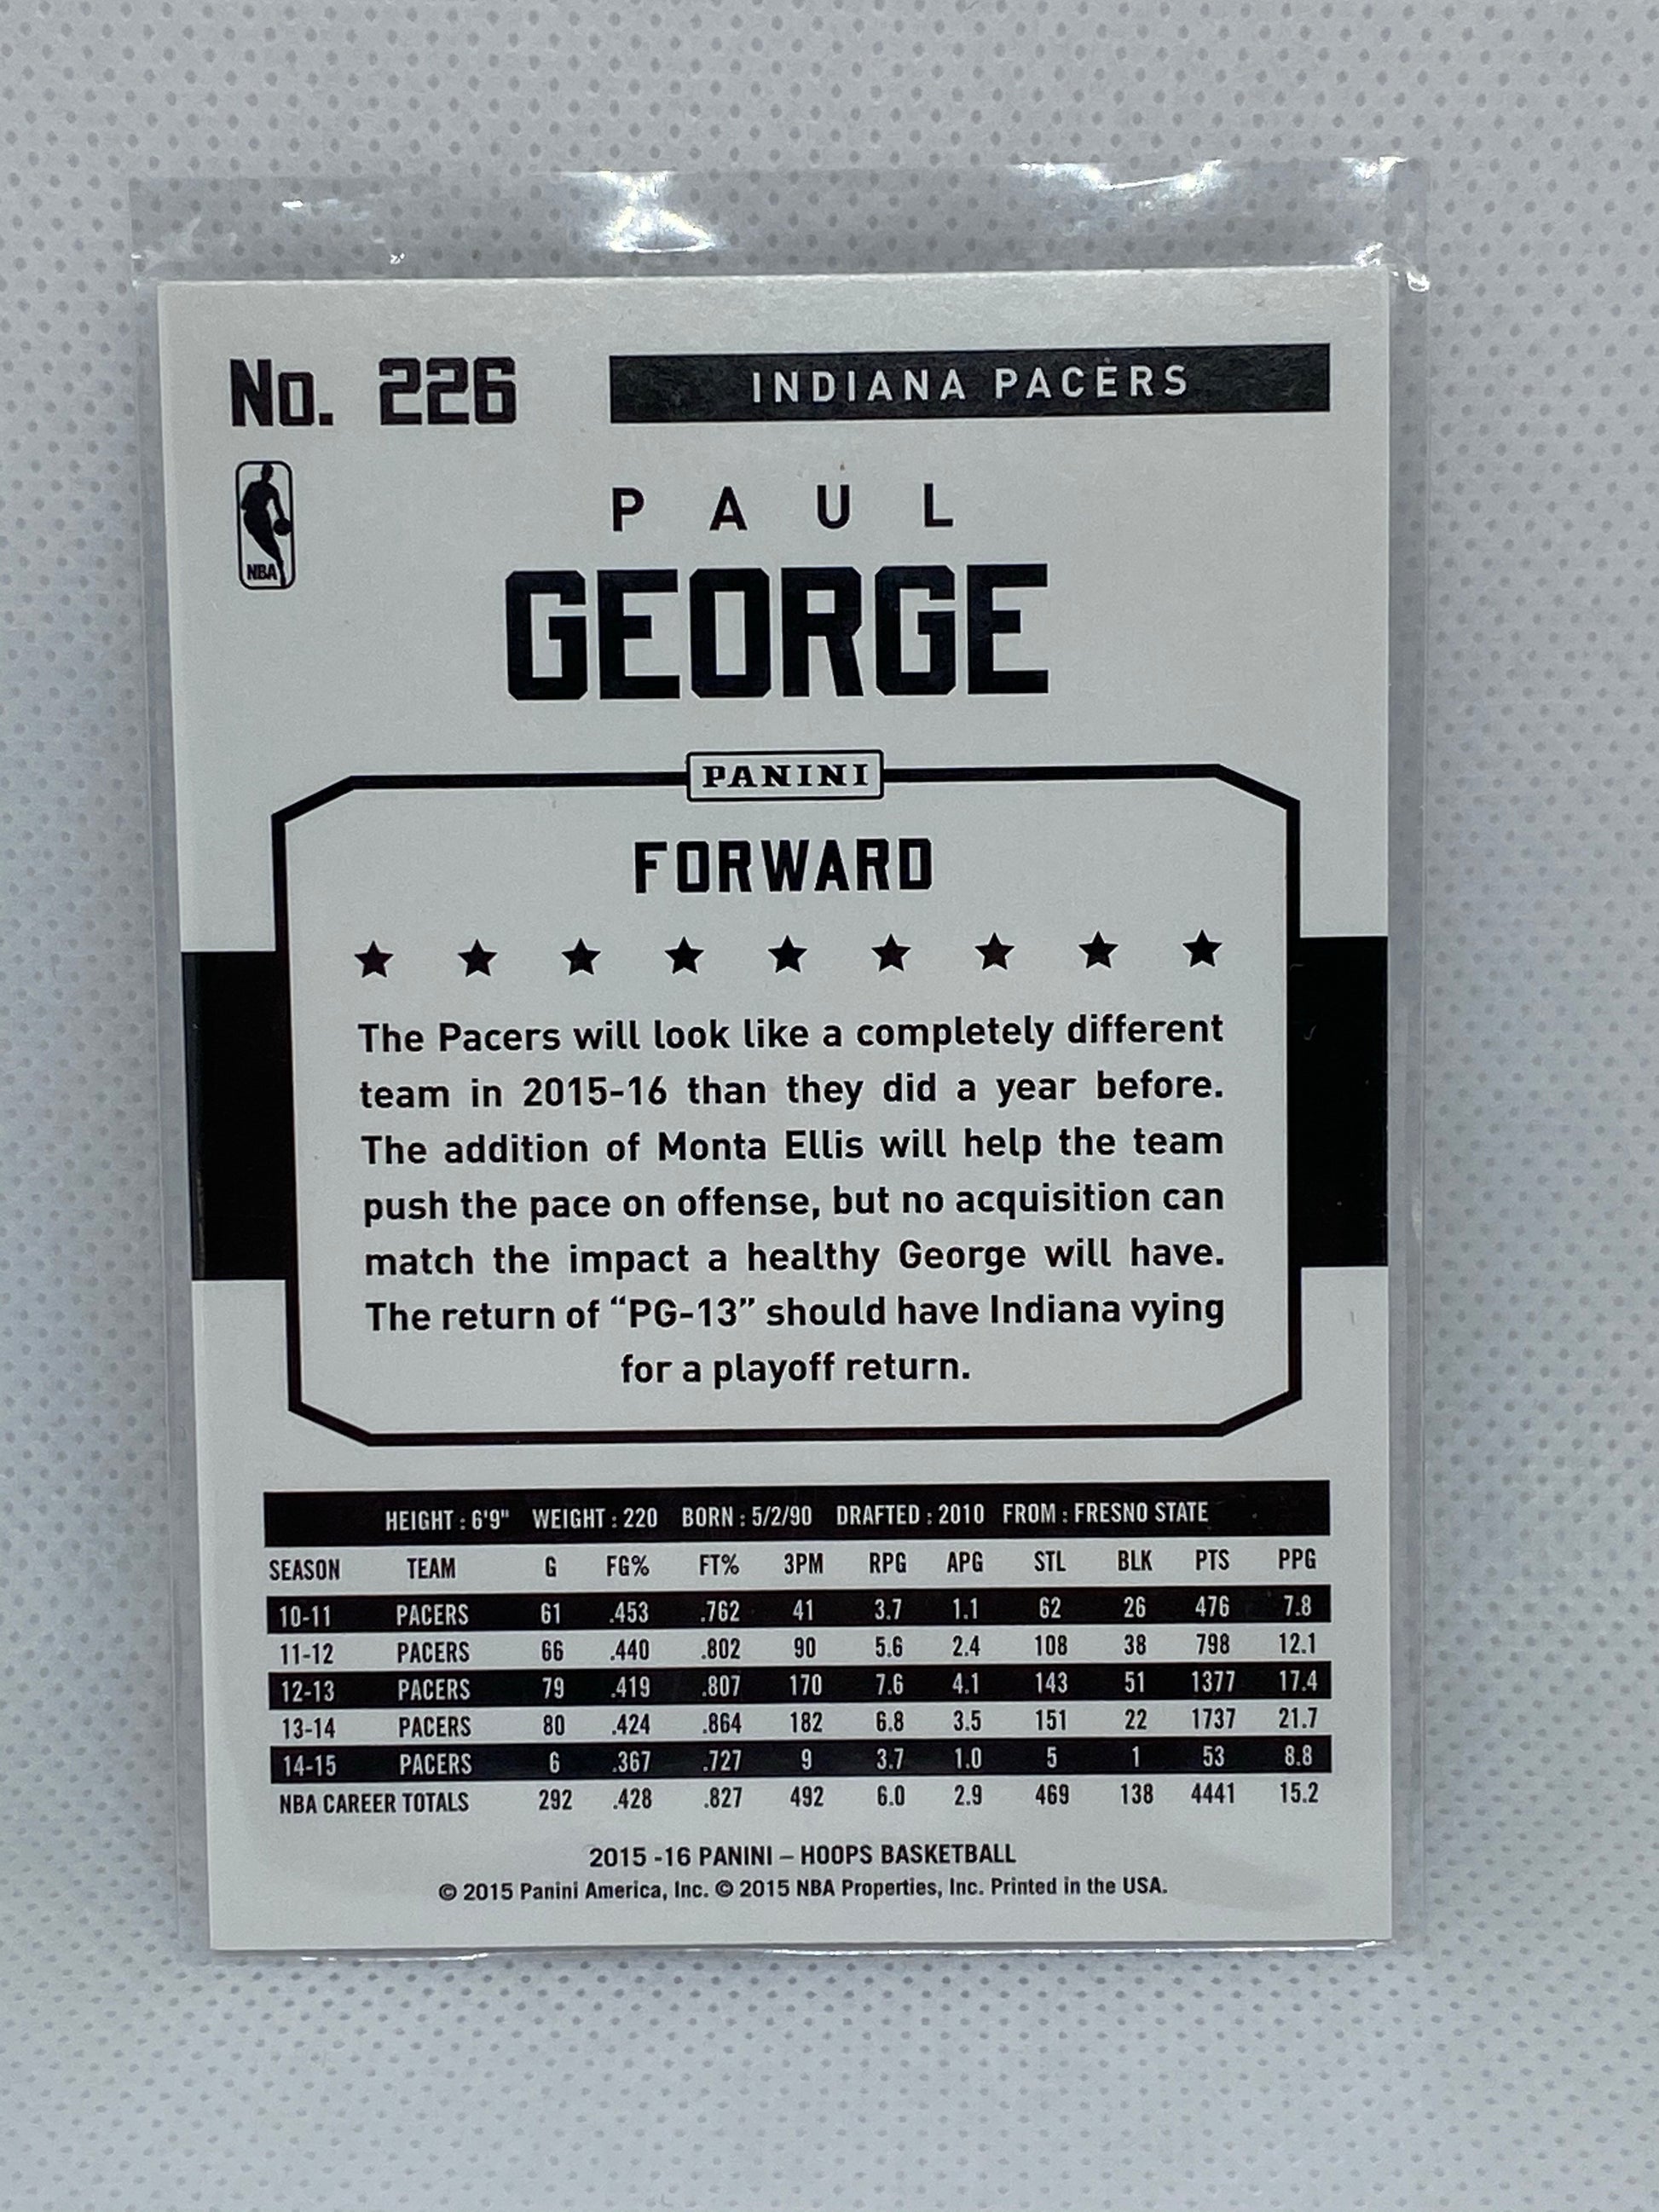 No. 226 INDIANA PACERS
NBA
PAUL
GEORGE
PANINI
FORWARD
The Pacers will look like a completely different
team in 2015-16 than they did a year before.
The addition of Monta Ellis will help the team
push the pace on offense, but no acquisition can
match the impact a healthy George will have.
The return of “PG-13” should have Indiana vying
for a playoff return.
HEIGHT : 6'9" WEIGHT : 220 BORN : 5/2/90 DRAFTED : 2010 FROM : FRESNO STATE
SEASON TEAM G FG% FT% 3PM RPG APG STL BLK PTS PPG
10-11 PACERS 61 .453 .762 41 3.7 1.1 62 26 476 7.8
11-12 PACERS 66 .440 .802 90 5.6 2.4 108 38 798 12.1
12-13 PACERS 79 .419 .807 170 7.6 4.1 143 51 1377 17.4
13-14 PACERS 80 .424 .864 182 6.8 3.5 151 22 1737 21.7
14-15 PACERS 6 .367 .727 9 3.7 1.0 5 1 53 8.8
NBA CAREER TOTALS 292 .428 .827 492 6.0 2.9 469 138 4441 15.2
2015 -16 PANINI – HOOPS BASKETBALL
© 2015 Panini America, Inc. © 2015 NBA Properties, Inc. Printed in the USA.